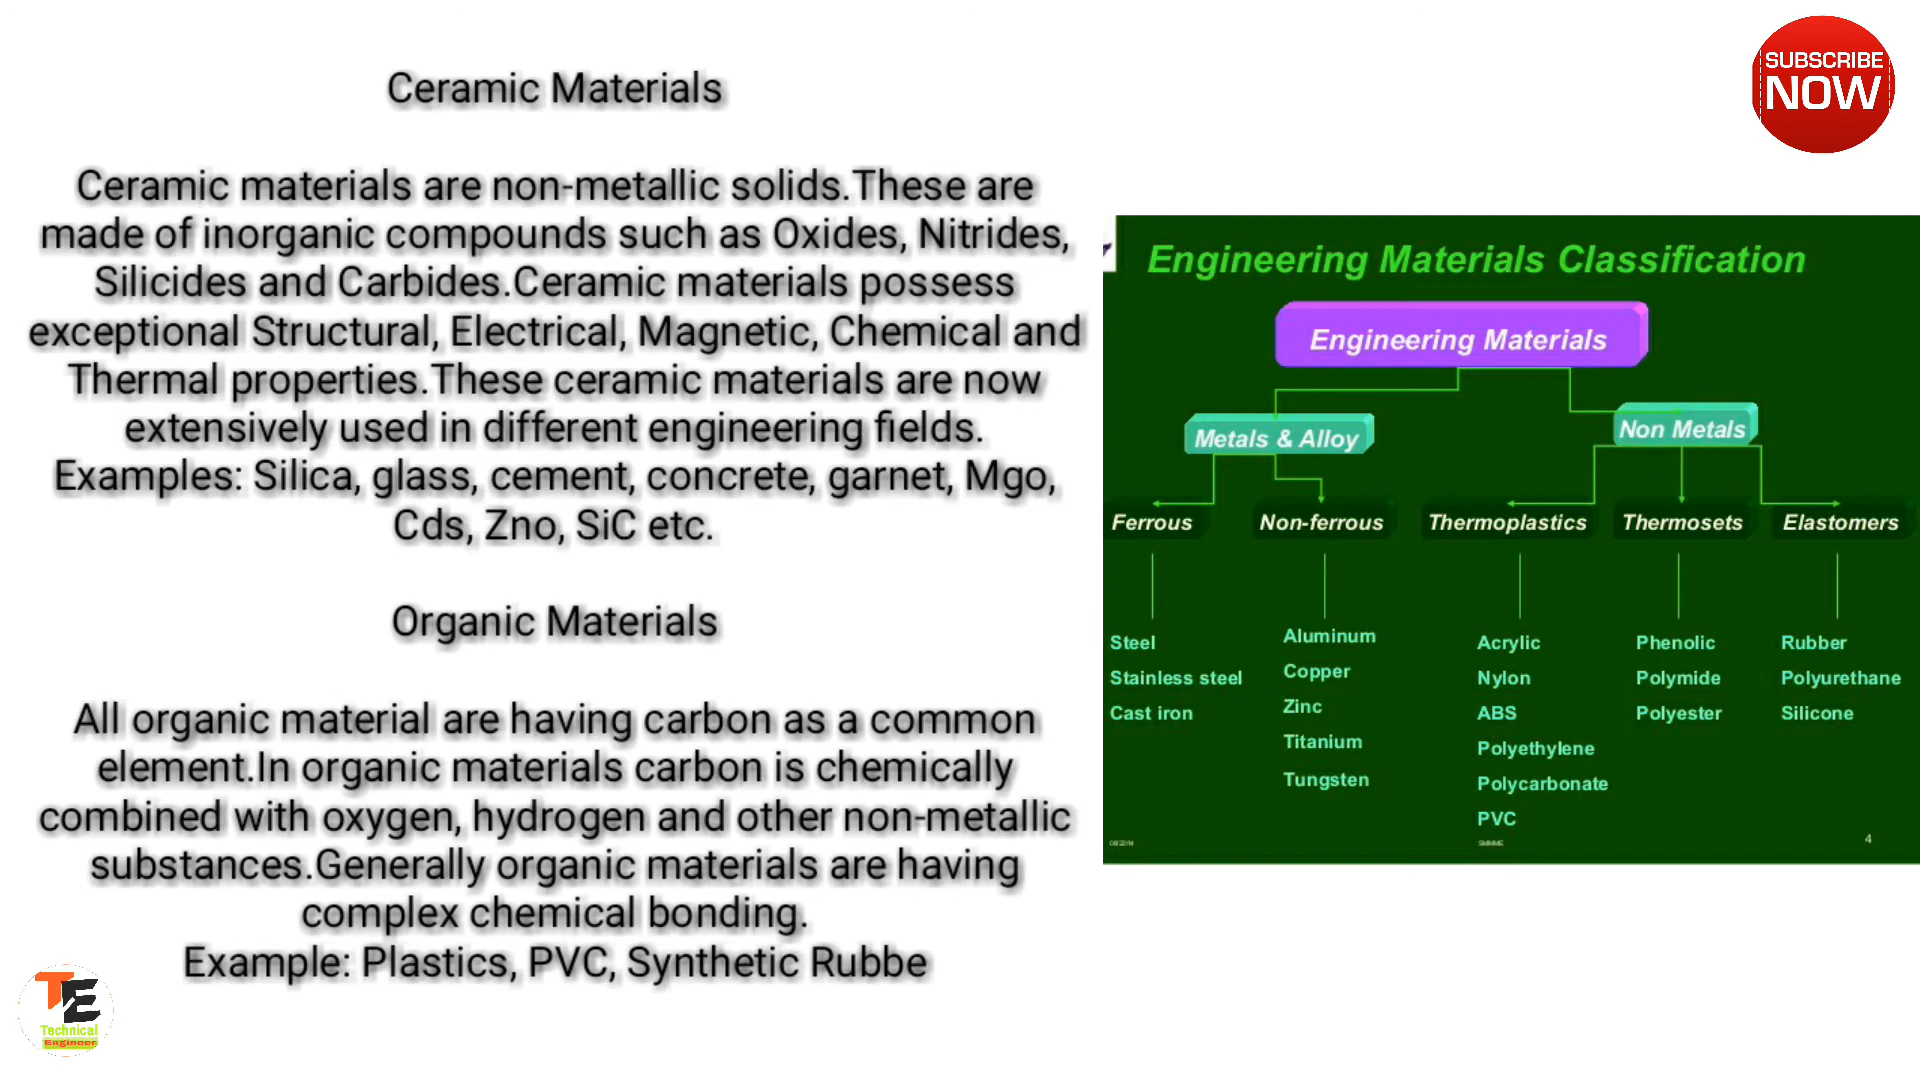 Ceramic Materials
Ceramic materials are non-metallic solids.These are
made of inorganic compounds such as Oxides, Nitrides,
Silicides and Carbides.Ceramic materials possess
exceptional Structural, Electrical, Magnetic, Chemical and
Thermal properties.These ceramic materials are now
extensively used in different engineering fields.
Examples: Silica, glass, cement, concrete, garnet, Mgo,
Cds, Zno, SiC etc.
Organic Materials
All organic material are having carbon as a common
element.In organic materials carbon is chemically
combined with oxygen, hydrogen and other non-metallic
substances.Generally organic materials are having
complex chemical bonding.
Example: Plastics, PVC, Synthetic Rubbe
TE
Technical
Engineer
SUBSCRIBE
NOW
Engineering Materials Classification
Engineering Materials
Metals & Alloy
Non Metals
Ferrous
Non-ferrous
Thermoplastics
Thermosets
Elastomers
Steel
Stainless steel
Cast iron
Aluminum
Copper
Zinc
Titanium
Tungsten
Acrylic
Nylon
ABS
Polyethylene
Polycarbonate
PVC
Phenolic
Polymide
Polyester
Rubber
Polyurethane
Silicone
4